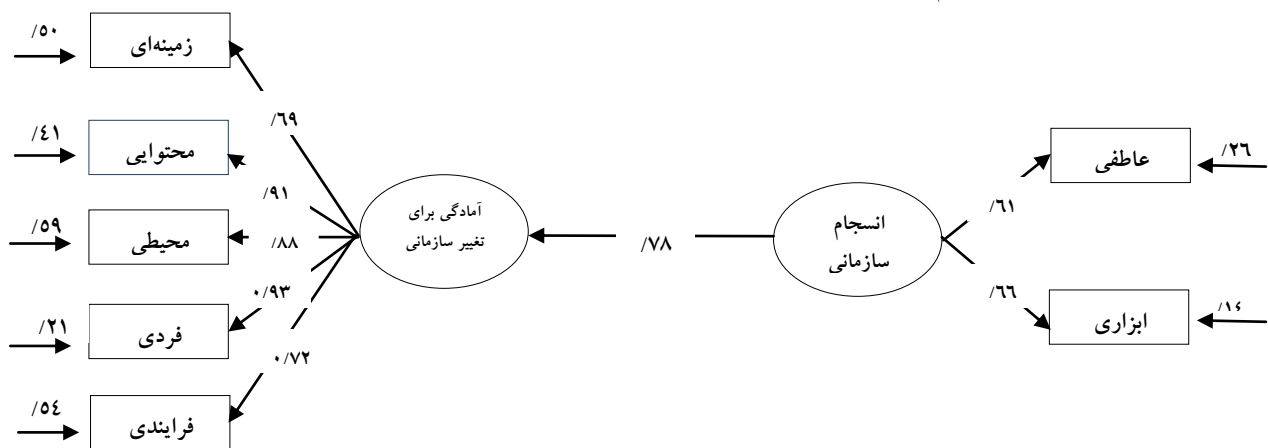 /۵۰
زمینه‌ای
/۶۹
/۴۱
محتوایی
عاطفی
/۲۶
/۹۱
/۶۱
آمادگی برای
تغییر سازمانی
انسجام
سازمانی
/۷۸
/۵۹
محیطی
/۸۸
۰/۹۳
/۶۶
ابزاری
/۱۴
/۲۱
فردی
۰/۷۲
/۵۴
فرایندی